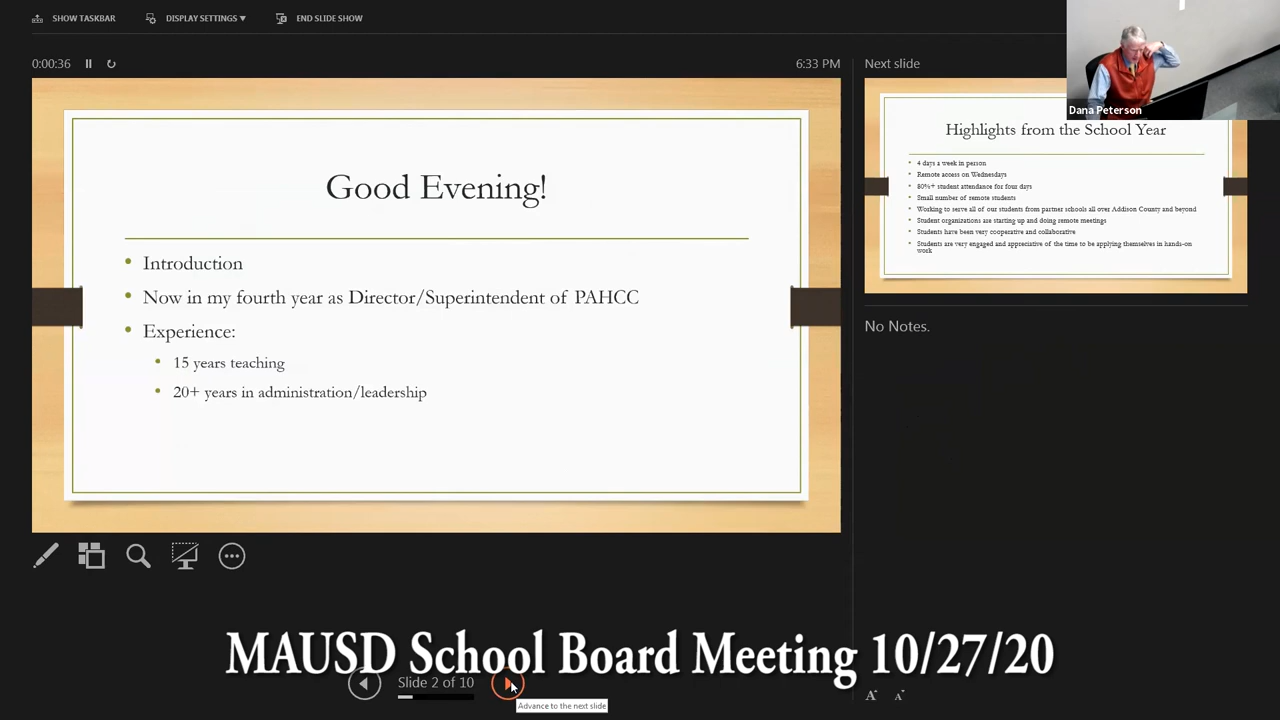 SHOW TASKBAR
DISPLAY SETTINGS ▾
END SLIDE SHOW
0:00:36
6:33 PM
Good Evening!
• Introduction
• Now in my fourth year as Director/Superintendent of PAHCC
• Experience:
• 15 years teaching
• 20+ years in administration/leadership
Next slide
Dana Peterson
Highlights from the School Year
• 4 days a week in person
• Remote access on Wednesdays
• 80%+ student attendance for four days
• Small number of remote students
• Working to serve all of our students from partner schools all over Addison County and beyond
• Student organizations are starting up and doing remote meetings
• Students have been very cooperative and collaborative
• Students are very engaged and appreciative of the time to be applying themselves in hands-on
work
No Notes.
MAUSD School Board Meeting 10/27/20
Slide 2 of 10
Advance to the next slide
A A